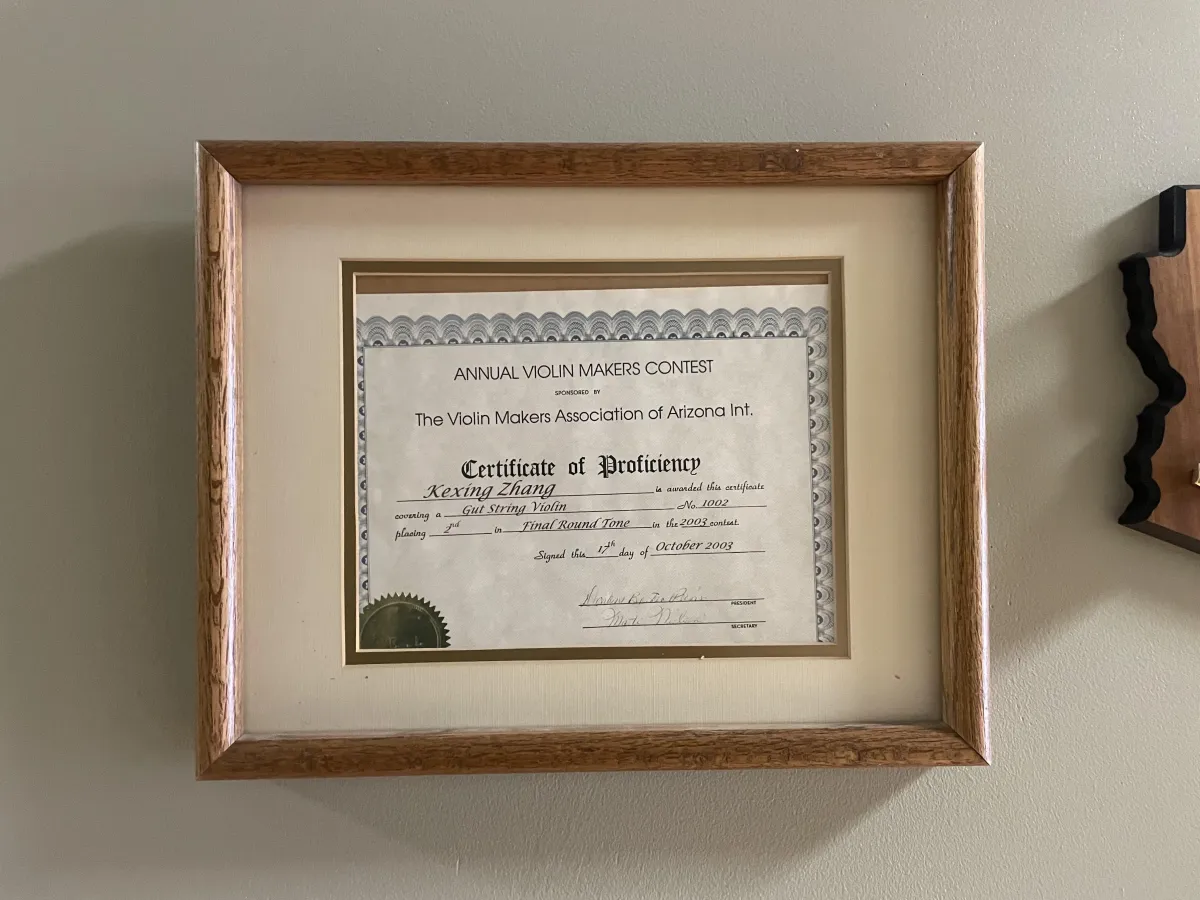 ANNUAL VIOLIN MAKERS CONTEST
SPONSORED BY
The Violin Makers Association of Arizona Int.
Certificate of Proficiency
Kexing Zhang is awarded this certificate
covering a Gut String Violin No. 1002
placing 2nd in Final Round Tone in the 2003 contest.
Signed this 17th day of October 2003
PRESIDENT
SECRETARY